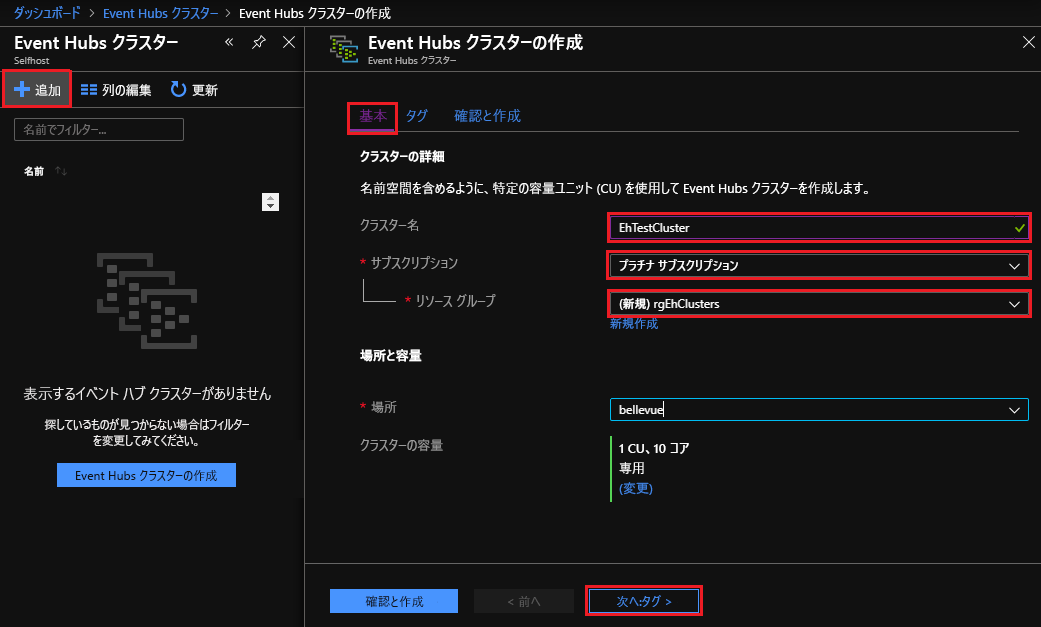 ダッシュボード > Event Hubs クラスター > Event Hubs クラスターの作成
Event Hubs クラスター
Selfhost
追加
列の編集
更新
名前でフィルター...
名前
表示するイベント ハブ クラスターがありません
探しているものが見つからない場合はフィルター
を変更してみてください。
Event Hubs クラスターの作成
Event Hubs クラスターの作成
Event Hubs クラスター
基本
タグ
確認と作成
クラスターの詳細
名前空間を含めるように、特定の容量ユニット (CU) を使用して Event Hubs クラスターを作成します。
クラスター名
EhTestCluster
* サブスクリプション
プラチナ サブスクリプション
* リソース グループ
(新規) rgEhClusters
新規作成
場所と容量
* 場所
bellevue
クラスターの容量
1 CU、10 コア
専用
(変更)
確認と作成
< 前へ
次へ:タグ >